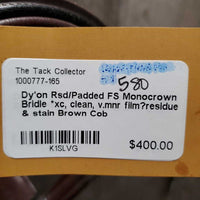 The Tack Collector
1000777-165
580
Dy'on Rsd/Padded FS Monocrown
Bridle *xc, clean, v.mnr film?residue
& stain Brown Cob
K1SLVG
$400.00